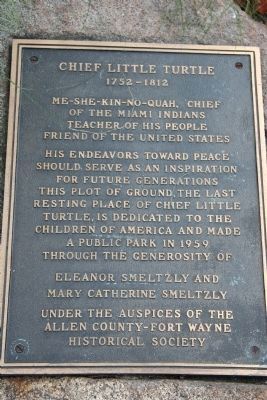 CHIEF LITTLE TURTLE
1752-1812
ME-SHE-KIN-NO-QUAH, CHIEF
OF THE MIAMI INDIANS
TEACHER OF HIS PEOPLE
FRIEND OF THE UNITED STATES
HIS ENDEAVORS TOWARD PEACE
SHOULD SERVE AS AN INSPIRATION
FOR FUTURE GENERATIONS
THIS PLOT OF GROUND, THE LAST
RESTING PLACE OF CHIEF LITTLE
TURTLE, IS DEDICATED TO THE
CHILDREN OF AMERICA AND MADE
A PUBLIC PARK IN 1959
THROUGH THE GENEROSITY OF
ELEANOR SMELTZLY AND
MARY CATHERINE SMELTZLY
UNDER THE AUSPICES OF THE
ALLEN COUNTY-FORT WAYNE
HISTORICAL SOCIETY